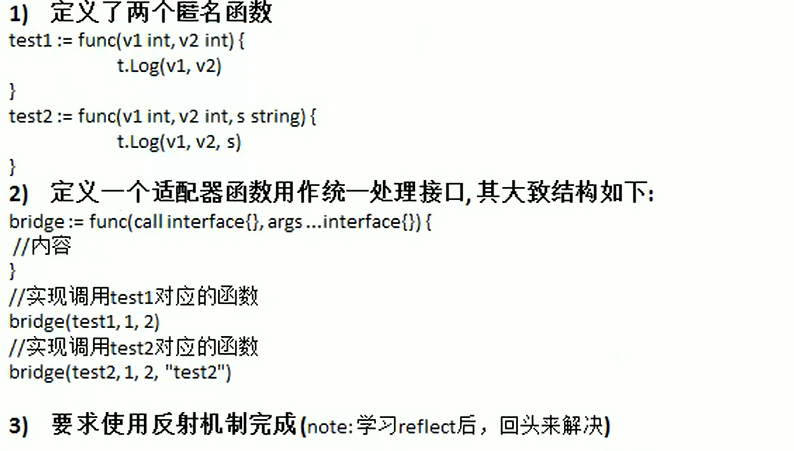 1) 定义了两个匿名函数
test1 := func(v1 int, v2 int) {
t.Log(v1, v2)
}
test2 := func(v1 int, v2 int, s string) {
t.Log(v1, v2, s)
}
2) 定义一个适配器函数用作统一处理接口, 其大致结构如下:
bridge := func(call interface{}, args ...interface{}) {
//内容
}
//实现调用test1对应的函数
bridge(test1, 1, 2)
//实现调用test2对应的函数
bridge(test2, 1, 2, "test2")
3) 要求使用反射机制完成(note: 学习reflect后，回头来解决)